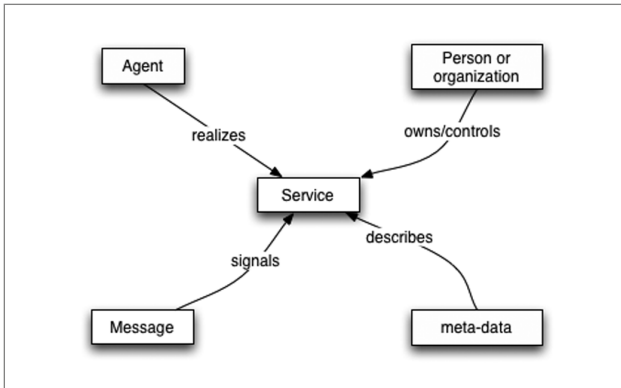 Agent
Person or
organization
realizes
owns/controls
Service
describes
signals
Message
meta-data